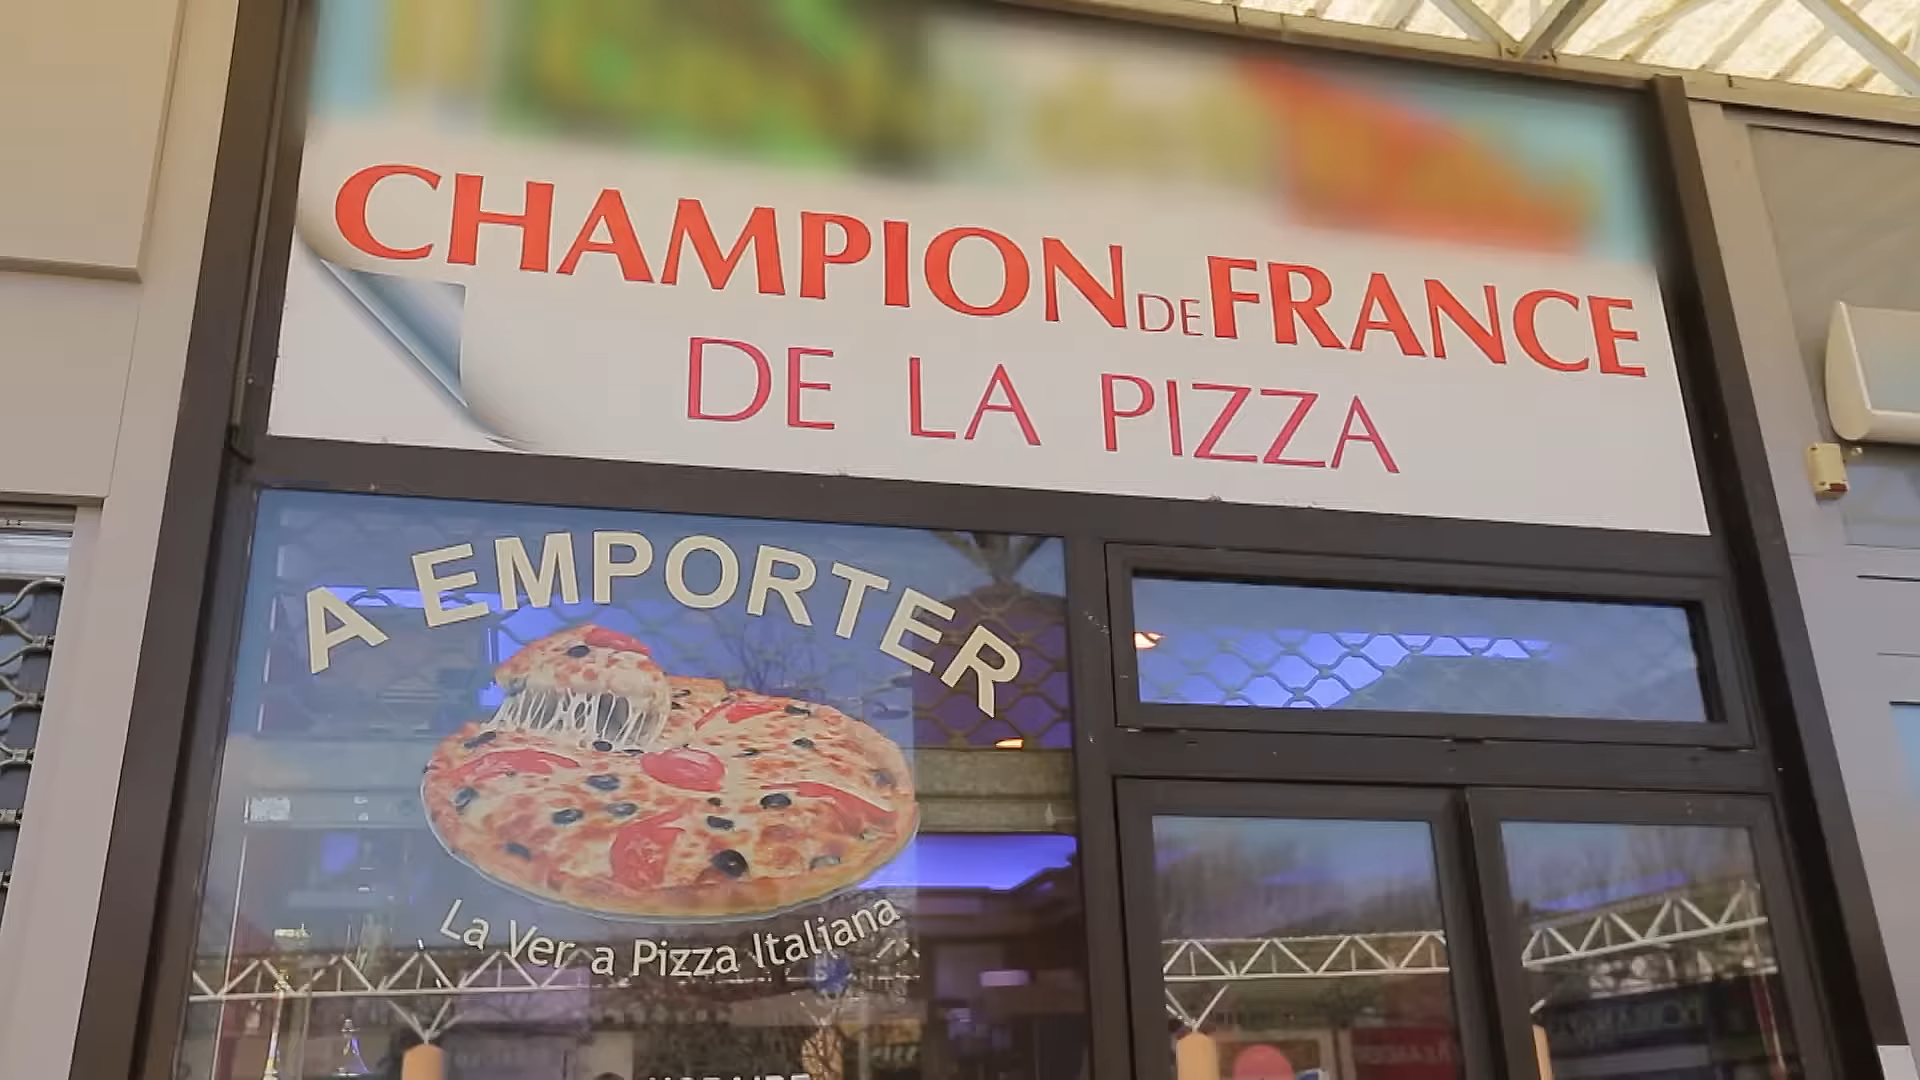 CHAMPION DE FRANCE
DE LA PIZZA
A EMPORTER
La Ver a Pizza Italiana